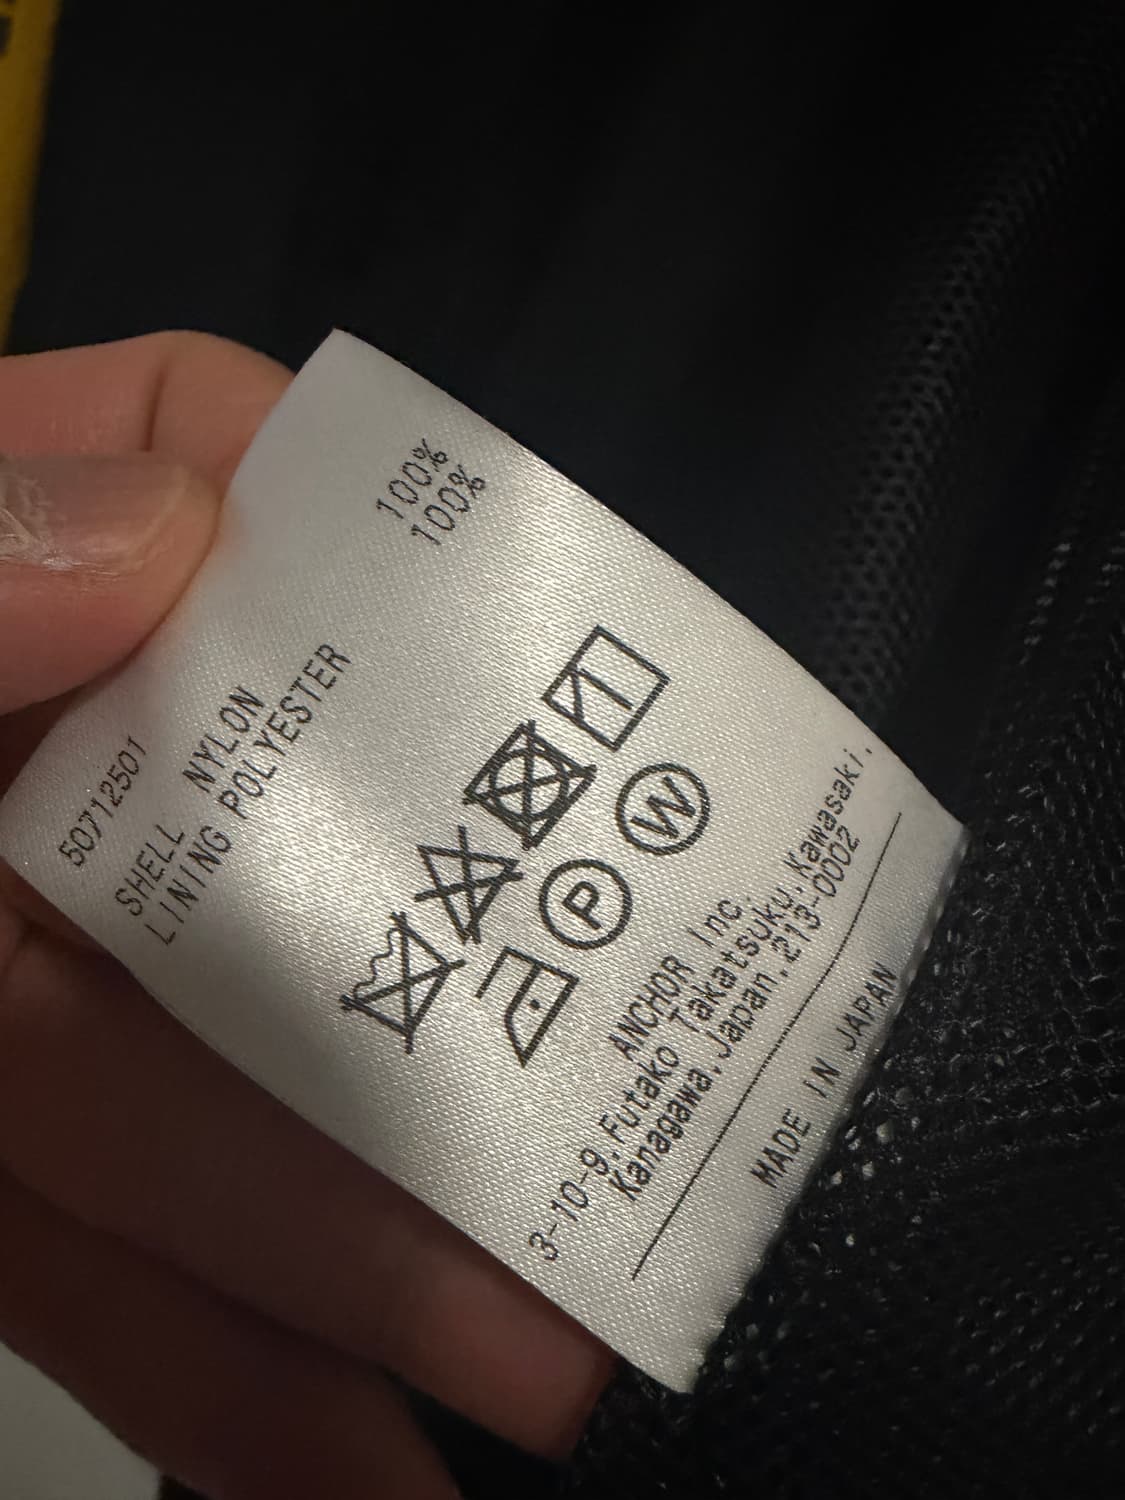 50712501
SHELL NYLON 100%
LINING POLYESTER 100%
P
W
ANCHOR Inc.
3-10-9,Futako Takatsuku,Kawasaki,
Kanagawa,Japan,213-0002
MADE IN JAPAN